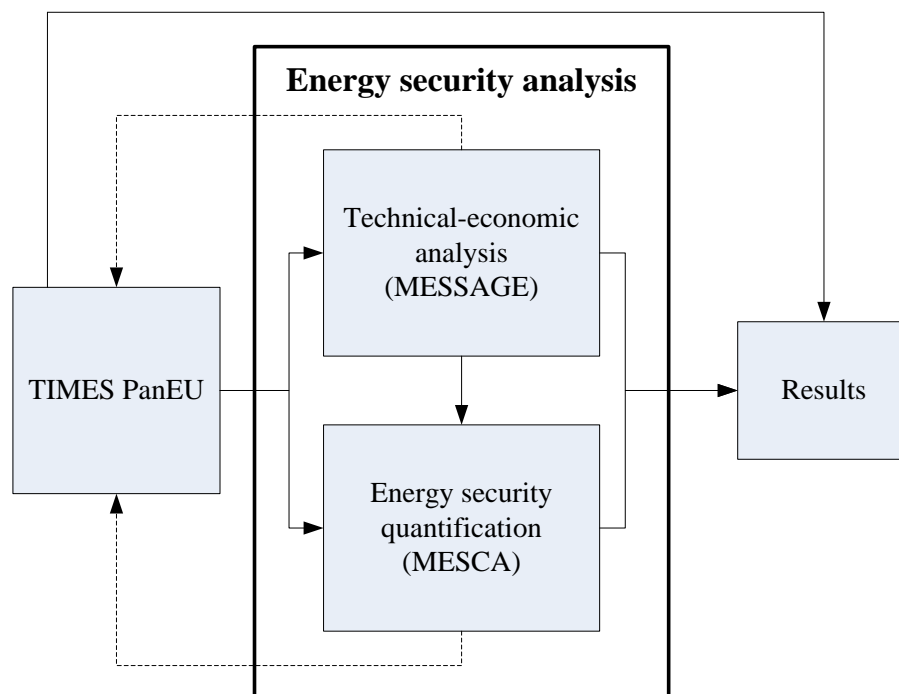 Energy security analysis
Technical-economic
analysis
(MESSAGE)
TIMES PanEU
Results
Energy security
quantification
(MESCA)